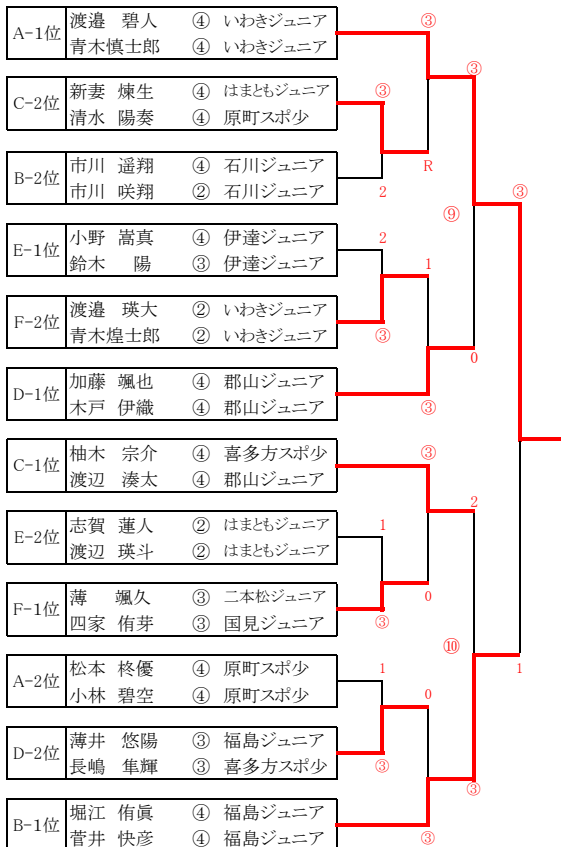 A-1位 渡邉 碧人 ④ いわきジュニア
青木慎士郎 ④ いわきジュニア
③
③
C-2位 新妻 煉生 ④ はまともジュニア
清水 陽奏 ④ 原町スポ少
③
R
B-2位 市川 遥翔 ④ 石川ジュニア
市川 咲翔 ② 石川ジュニア
2
③
⑨
E-1位 小野 嵩真 ④ 伊達ジュニア
鈴木 陽 ③ 伊達ジュニア
2
1
F-2位 渡邉 瑛大 ② いわきジュニア
青木煌士郎 ② いわきジュニア
③
0
D-1位 加藤 颯也 ④ 郡山ジュニア
木戸 伊織 ④ 郡山ジュニア
③
C-1位 柚木 宗介 ④ 喜多方スポ少
渡辺 湊太 ④ 郡山ジュニア
③
2
E-2位 志賀 蓮人 ② はまともジュニア
渡辺 瑛斗 ② はまともジュニア
1
0
F-1位 薄 颯久 ③ 二本松ジュニア
四家 侑芽 ③ 国見ジュニア
③
⑩
1
A-2位 松本 柊優 ④ 原町スポ少
小林 碧空 ④ 原町スポ少
1
0
D-2位 薄井 悠陽 ③ 福島ジュニア
長嶋 隼輝 ③ 喜多方スポ少
③
③
B-1位 堀江 侑眞 ④ 福島ジュニア
菅井 快彦 ④ 福島ジュニア
③